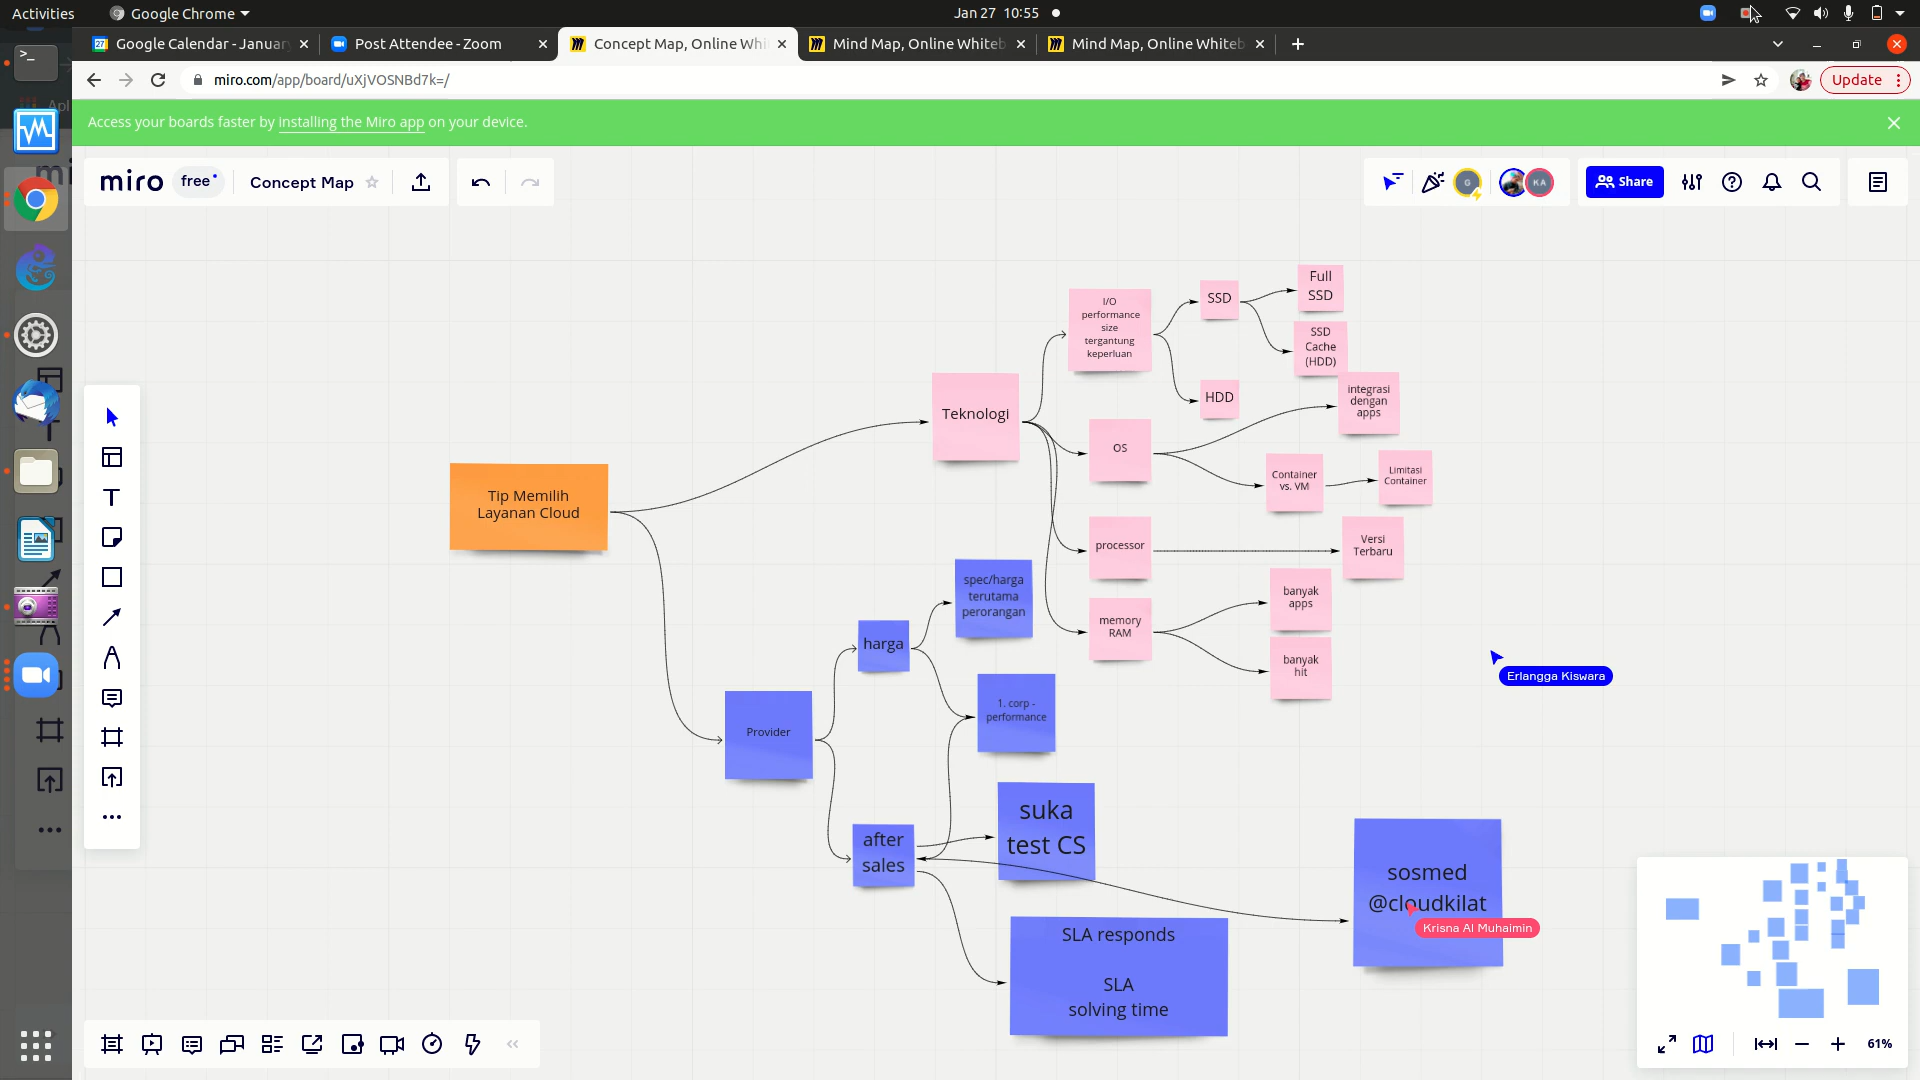 Activities
Google Chrome
Jan 27 10:55
Google Calendar - January
Post Attendee - Zoom
Concept Map, Online Whi
Mind Map, Online Whiteb
Mind Map, Online Whiteb
miro.com/app/board/uXjVOSNBd7k=/
Update
Access your boards faster by installing the Miro app on your device.
miro
free
Concept Map
G
KA
Share
Tip Memilih
Layanan Cloud
Teknologi
I/O
performance
size
tergantung
keperluan
SSD
Full
SSD
SSD
Cache
(HDD)
HDD
integrasi
dengan
apps
OS
Container
vs. VM
Limitasi
Container
processor
Versi
Terbaru
memory
RAM
banyak
apps
banyak
hit
Provider
harga
spec/harga
terutama
perorangan
1. corp -
performance
after
sales
suka
test CS
SLA responds
SLA
solving time
sosmed
@cloudkilat
Erlangga Kiswara
Krisna Al Muhaimin
61%